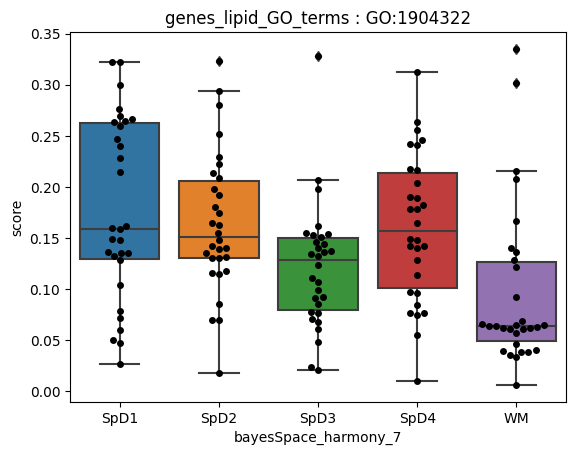 genes_lipid_GO_terms : GO:1904322
0.35
0.30
0.25
0.20
0.15
0.10
0.05
0.00
score
SpD1 SpD2 SpD3 SpD4 WM
bayesSpace_harmony_7